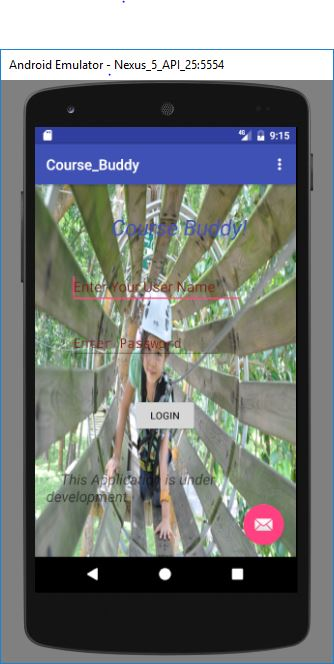 Android Emulator - Nexus_5_API_25:5554
4G 9:15
Course_Buddy
Course Buddy!
Enter Your User Name
Enter Password
LOGIN
This Application is under
development